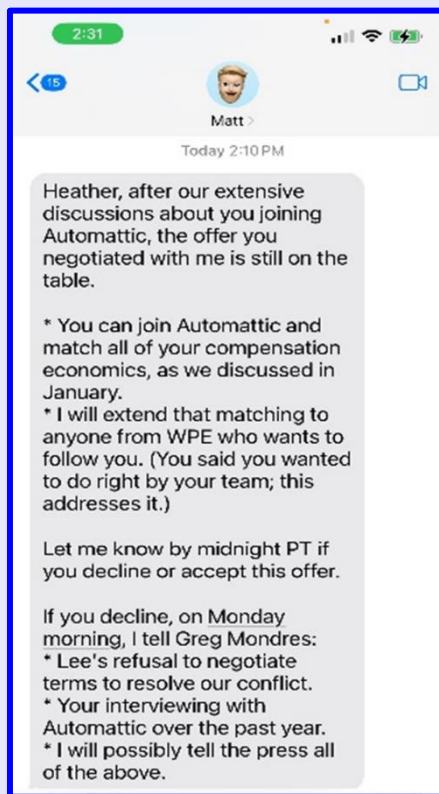 2:31
15
Matt
Today 2:10 PM
Heather, after our extensive
discussions about you joining
Automattic, the offer you
negotiated with me is still on the
table.
* You can join Automattic and
match all of your compensation
economics, as we discussed in
January.
* I will extend that matching to
anyone from WPE who wants to
follow you. (You said you wanted
to do right by your team; this
addresses it.)
Let me know by midnight PT if
you decline or accept this offer.
If you decline, on Monday
morning, I tell Greg Mondres:
* Lee's refusal to negotiate
terms to resolve our conflict.
* Your interviewing with
Automattic over the past year.
* I will possibly tell the press all
of the above.